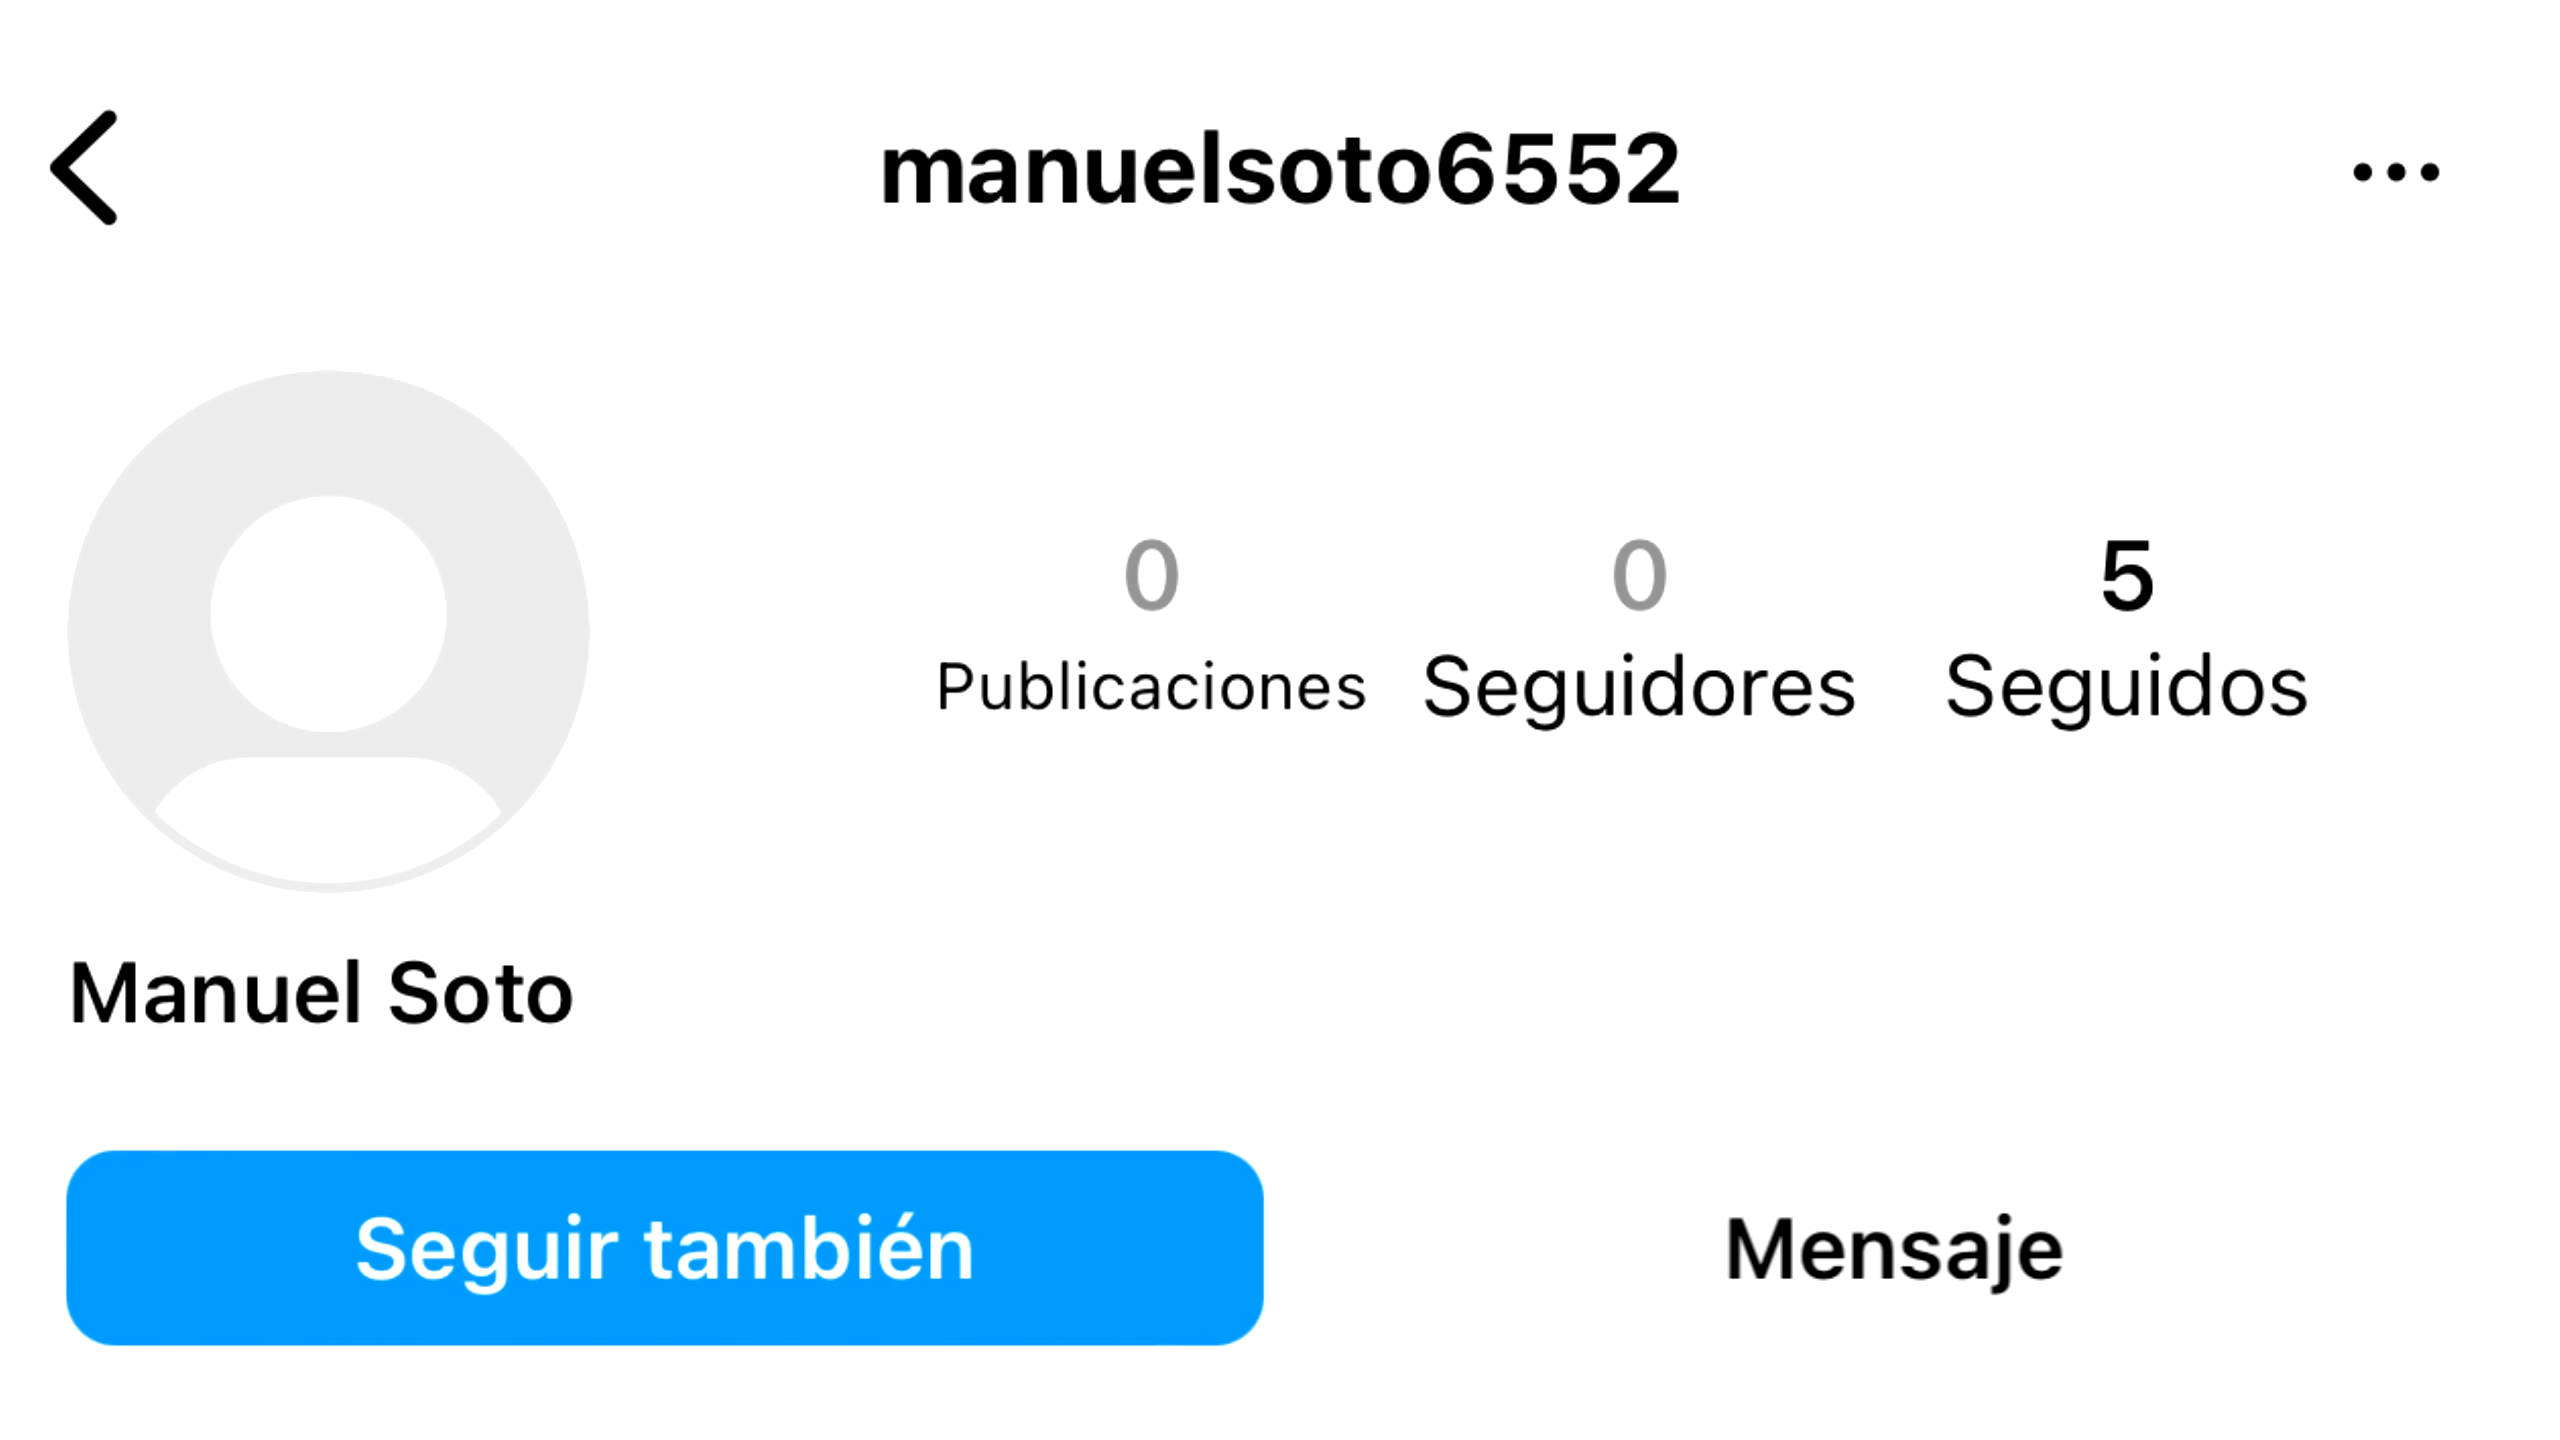 manuelsoto6552
0 0 5
Publicaciones Seguidores Seguidos
Manuel Soto
Seguir también Mensaje